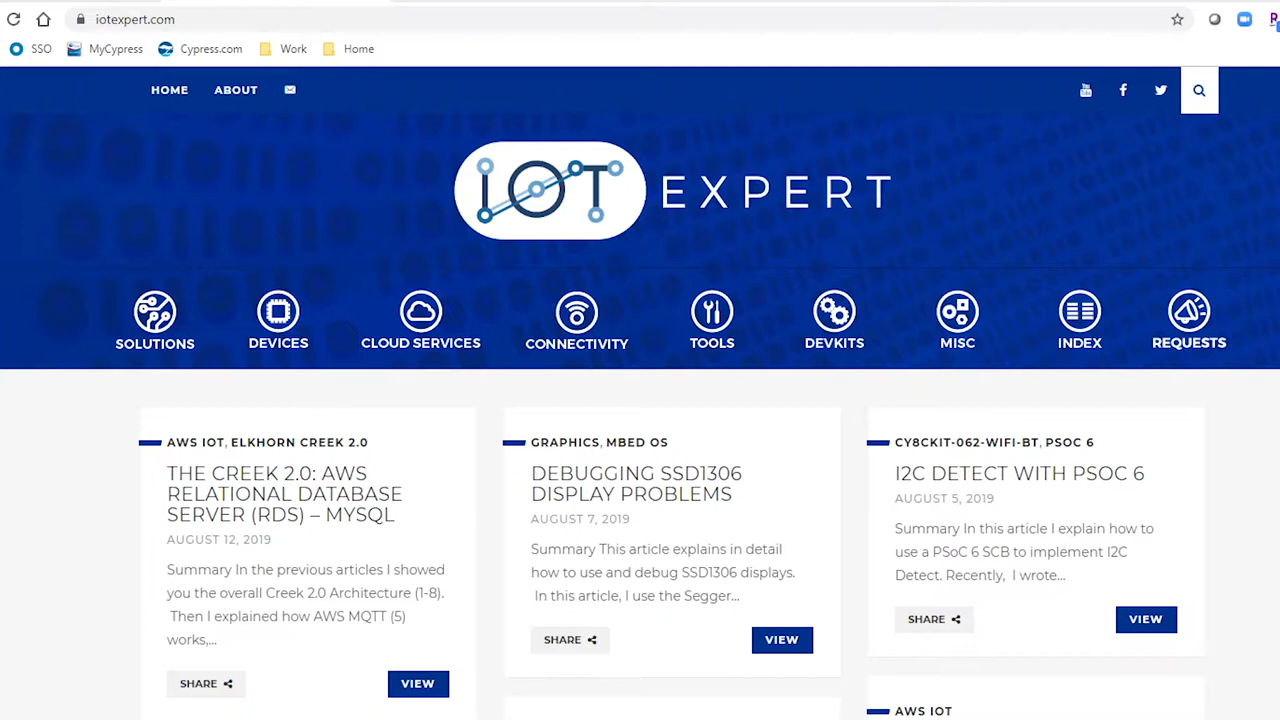 iotexpert.com
SSO MyCypress Cypress.com Work Home
HOME ABOUT
IOT EXPERT
SOLUTIONS DEVICES CLOUD SERVICES CONNECTIVITY TOOLS DEVKITS MISC INDEX REQUESTS
AWS IOT, ELKHORN CREEK 2.0
THE CREEK 2.0: AWS
RELATIONAL DATABASE
SERVER (RDS) – MYSQL
AUGUST 12, 2019
Summary In the previous articles I showed
you the overall Creek 2.0 Architecture (1-8).
Then I explained how AWS MQTT (5)
works,...
SHARE VIEW
GRAPHICS, MBED OS
DEBUGGING SSD1306
DISPLAY PROBLEMS
AUGUST 7, 2019
Summary This article explains in detail
how to use and debug SSD1306 displays.
In this article, I use the Segger...
SHARE VIEW
CY8CKIT-062-WIFI-BT, PSOC 6
I2C DETECT WITH PSOC 6
AUGUST 5, 2019
Summary In this article I explain how to
use a PSoC 6 SCB to implement I2C
Detect. Recently, I wrote...
SHARE VIEW
AWS IOT